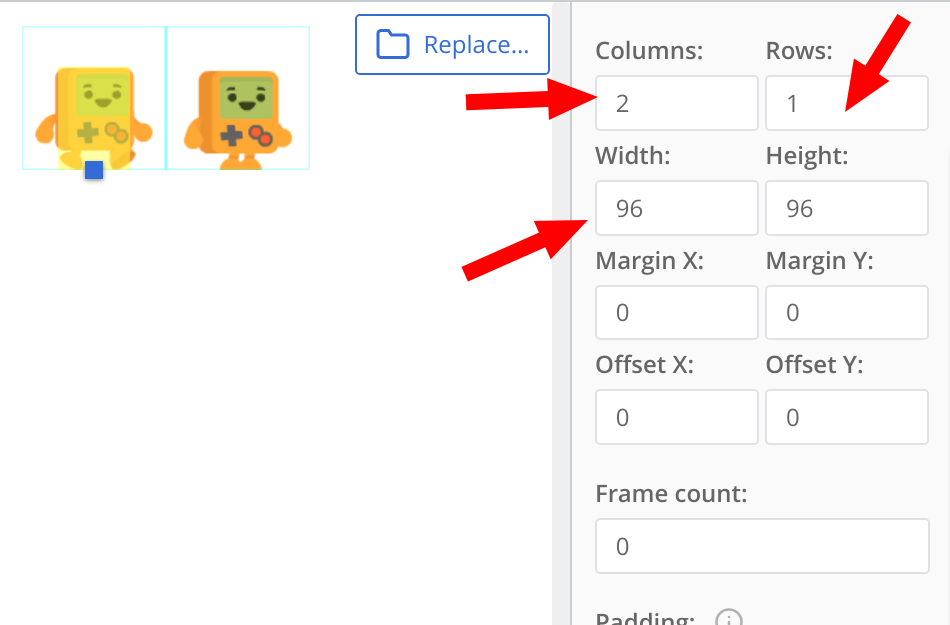 Replace...
Columns: Rows:
2 1
Width: Height:
96 96
Margin X: Margin Y:
0 0
Offset X: Offset Y:
0 0
Frame count:
0
Padding: